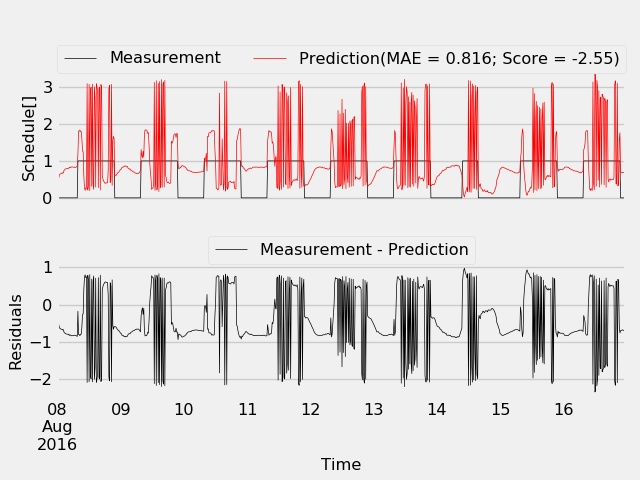 Measurement
Prediction(MAE = 0.816; Score = -2.55)
Schedule[]
3
2
1
0
Measurement - Prediction
Residuals
1
0
−1
−2
08 09 10 11 12 13 14 15 16
Aug
2016
Time